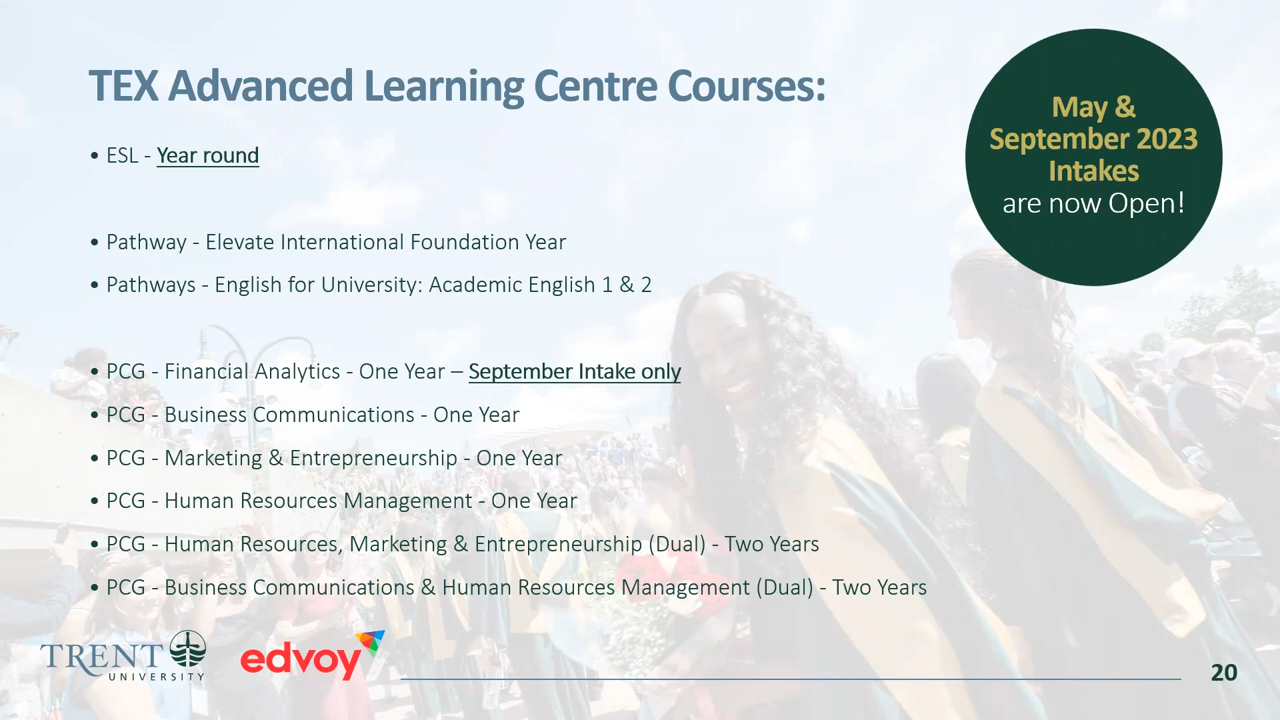 TEX Advanced Learning Centre Courses:
May &
September 2023
Intakes
are now Open!
• ESL - Year round
• Pathway - Elevate International Foundation Year
• Pathways - English for University: Academic English 1 & 2
• PCG - Financial Analytics - One Year – September Intake only
• PCG - Business Communications - One Year
• PCG - Marketing & Entrepreneurship - One Year
• PCG - Human Resources Management - One Year
• PCG - Human Resources, Marketing & Entrepreneurship (Dual) - Two Years
• PCG - Business Communications & Human Resources Management (Dual) - Two Years
TRENT
UNIVERSITY
edvoy
20